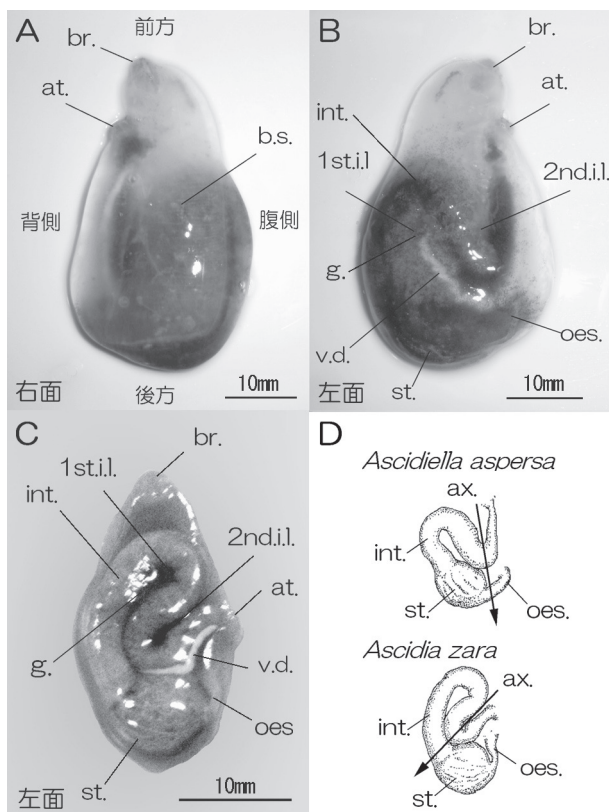 A
前方
br.
at.
b.s.
背側
腹側
右面
後方
10mm
B
br.
at.
int.
1st.i.l
2nd.i.l.
g.
v.d.
oes.
st.
左面
10mm
C
br.
1st.i.l.
int.
2nd.i.l.
at.
g.
v.d.
oes
st.
左面
10mm
D
Ascidiella aspersa
ax.
int.
st.
oes.
Ascidia zara
ax.
int.
oes.
st.